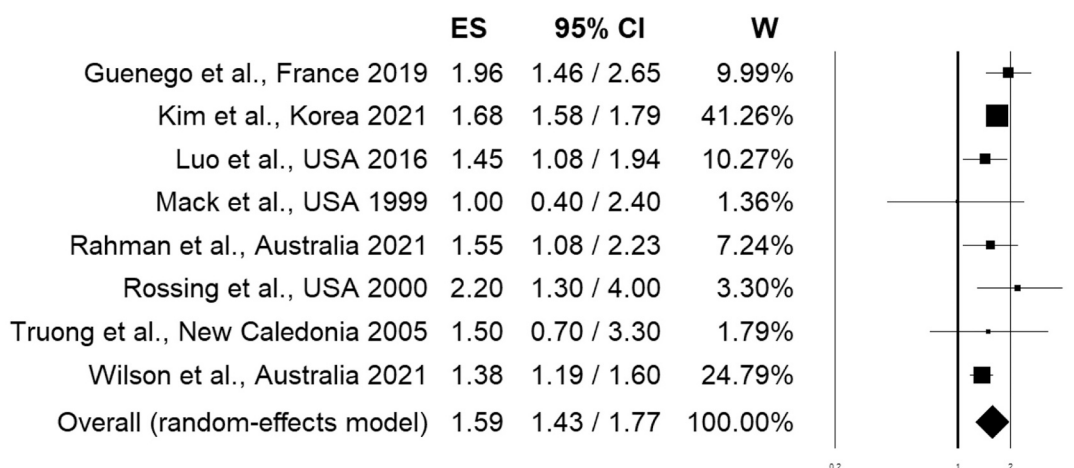 ES 95% CI W
Guenego et al., France 2019 1.96 1.46 / 2.65 9.99%
Kim et al., Korea 2021 1.68 1.58 / 1.79 41.26%
Luo et al., USA 2016 1.45 1.08 / 1.94 10.27%
Mack et al., USA 1999 1.00 0.40 / 2.40 1.36%
Rahman et al., Australia 2021 1.55 1.08 / 2.23 7.24%
Rossing et al., USA 2000 2.20 1.30 / 4.00 3.30%
Truong et al., New Caledonia 2005 1.50 0.70 / 3.30 1.79%
Wilson et al., Australia 2021 1.38 1.19 / 1.60 24.79%
Overall (random-effects model) 1.59 1.43 / 1.77 100.00%
0.2 1 2